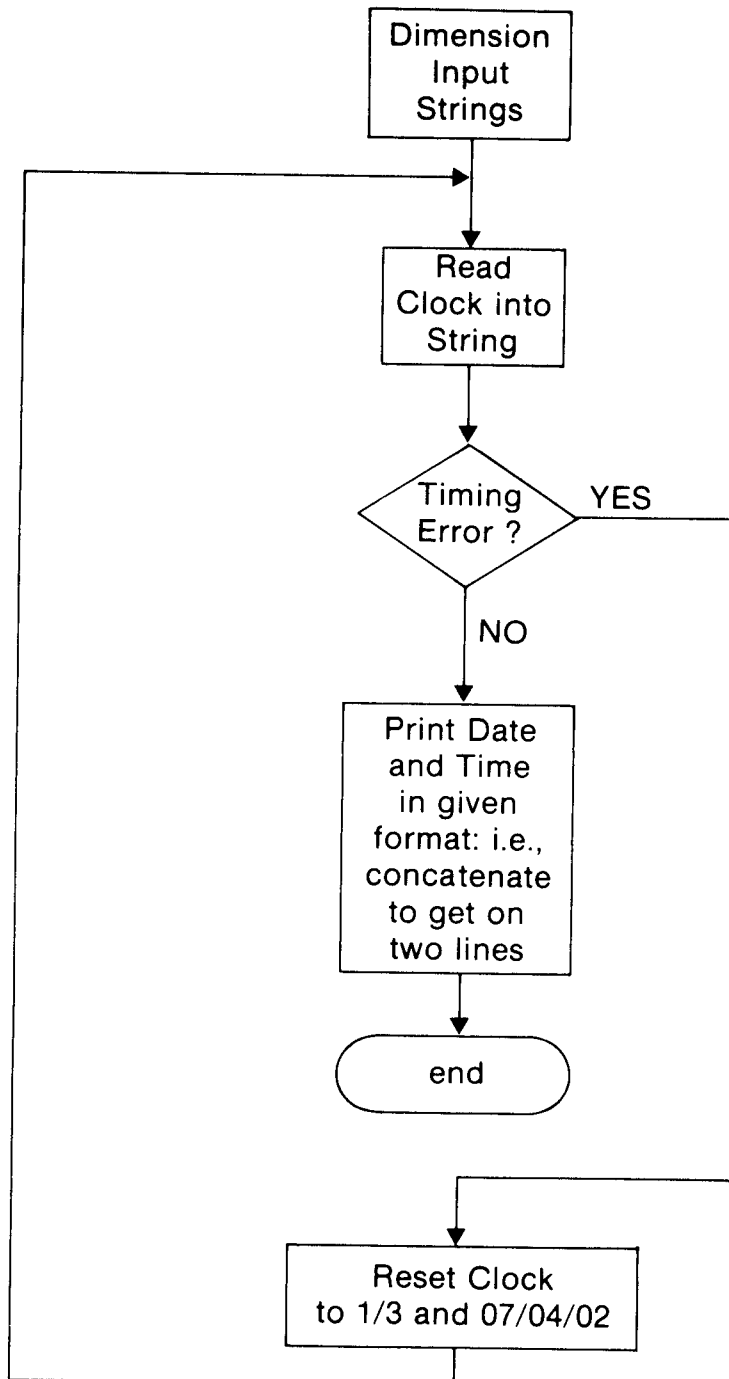 Dimension
Input
Strings
Read
Clock into
String
Timing
Error ?
YES
NO
Print Date
and Time
in given
format: i.e.,
concatenate
to get on
two lines
end
Reset Clock
to 1/3 and 07/04/02